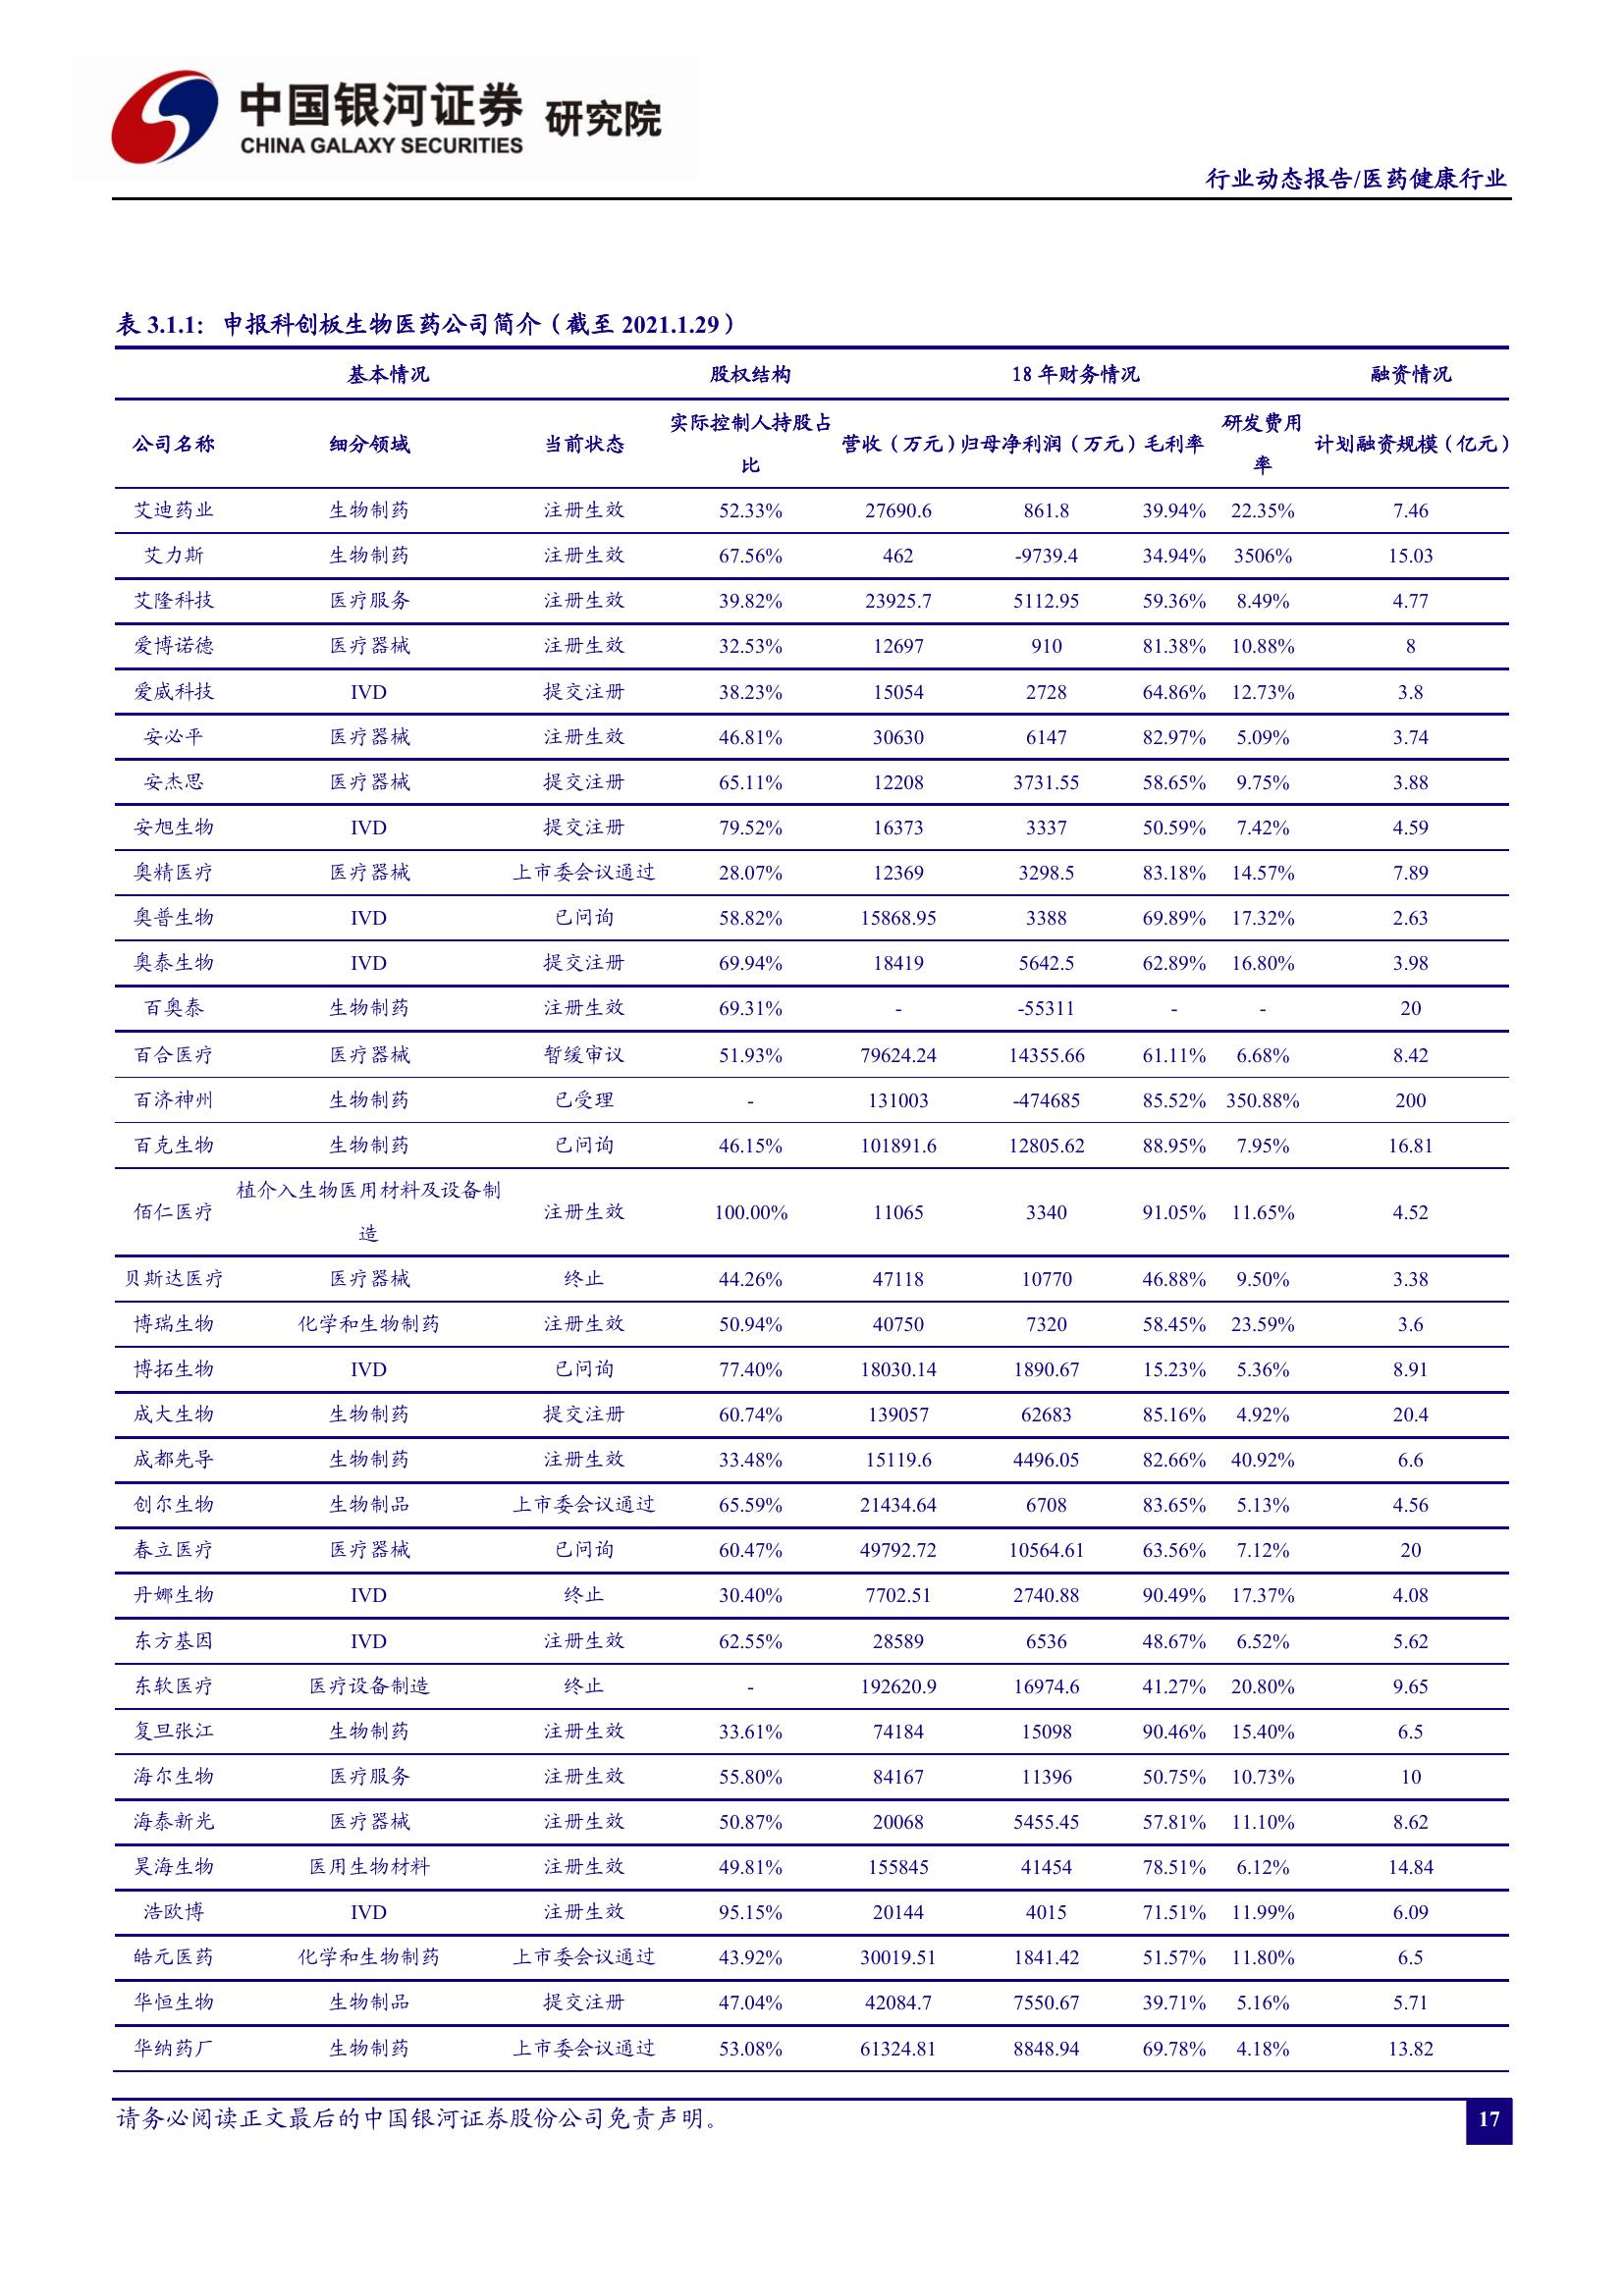 中国银河证券 研究院
CHINA GALAXY SECURITIES
行业动态报告/医药健康行业
表 3.1.1: 申报科创板生物医药公司简介（截至 2021.1.29）
基本情况 股权结构 18 年财务情况 融资情况
公司名称 细分领域 当前状态 实际控制人持股占比 营收（万元） 归母净利润（万元） 毛利率 研发费用率 计划融资规模（亿元）
艾迪药业 生物制药 注册生效 52.33% 27690.6 861.8 39.94% 22.35% 7.46
艾力斯 生物制药 注册生效 67.56% 462 -9739.4 34.94% 3506% 15.03
艾隆科技 医疗服务 注册生效 39.82% 23925.7 5112.95 59.36% 8.49% 4.77
爱博诺德 医疗器械 注册生效 32.53% 12697 910 81.38% 10.88% 8
爱威科技 IVD 提交注册 38.23% 15054 2728 64.86% 12.73% 3.8
安必平 医疗器械 注册生效 46.81% 30630 6147 82.97% 5.09% 3.74
安杰思 医疗器械 提交注册 65.11% 12208 3731.55 58.65% 9.75% 3.88
安旭生物 IVD 提交注册 79.52% 16373 3337 50.59% 7.42% 4.59
奥精医疗 医疗器械 上市委会议通过 28.07% 12369 3298.5 83.18% 14.57% 7.89
奥普生物 IVD 已问询 58.82% 15868.95 3388 69.89% 17.32% 2.63
奥泰生物 IVD 提交注册 69.94% 18419 5642.5 62.89% 16.80% 3.98
百奥泰 生物制药 注册生效 69.31% - -55311 - - 20
百合医疗 医疗器械 暂缓审议 51.93% 79624.24 14355.66 61.11% 6.68% 8.42
百济神州 生物制药 已受理 - 131003 -474685 85.52% 350.88% 200
百克生物 生物制药 已问询 46.15% 101891.6 12805.62 88.95% 7.95% 16.81
佰仁医疗 植介入生物医用材料及设备制造 注册生效 100.00% 11065 3340 91.05% 11.65% 4.52
贝斯达医疗 医疗器械 终止 44.26% 47118 10770 46.88% 9.50% 3.38
博瑞生物 化学和生物制药 注册生效 50.94% 40750 7320 58.45% 23.59% 3.6
博拓生物 IVD 已问询 77.40% 18030.14 1890.67 15.23% 5.36% 8.91
成大生物 生物制药 提交注册 60.74% 139057 62683 85.16% 4.92% 20.4
成都先导 生物制药 注册生效 33.48% 15119.6 4496.05 82.66% 40.92% 6.6
创尔生物 生物制品 上市委会议通过 65.59% 21434.64 6708 83.65% 5.13% 4.56
春立医疗 医疗器械 已问询 60.47% 49792.72 10564.61 63.56% 7.12% 20
丹娜生物 IVD 终止 30.40% 7702.51 2740.88 90.49% 17.37% 4.08
东方基因 IVD 注册生效 62.55% 28589 6536 48.67% 6.52% 5.62
东软医疗 医疗设备制造 终止 - 192620.9 16974.6 41.27% 20.80% 9.65
复旦张江 生物制药 注册生效 33.61% 74184 15098 90.46% 15.40% 6.5
海尔生物 医疗服务 注册生效 55.80% 84167 11396 50.75% 10.73% 10
海泰新光 医疗器械 注册生效 50.87% 20068 5455.45 57.81% 11.10% 8.62
昊海生物 医用生物材料 注册生效 49.81% 155845 41454 78.51% 6.12% 14.84
浩欧博 IVD 注册生效 95.15% 20144 4015 71.51% 11.99% 6.09
皓元医药 化学和生物制药 上市委会议通过 43.92% 30019.51 1841.42 51.57% 11.80% 6.5
华恒生物 生物制品 提交注册 47.04% 42084.7 7550.67 39.71% 5.16% 5.71
华纳药厂 生物制药 上市委会议通过 53.08% 61324.81 8848.94 69.78% 4.18% 13.82
请务必阅读正文最后的中国银河证券股份公司免责声明。
17